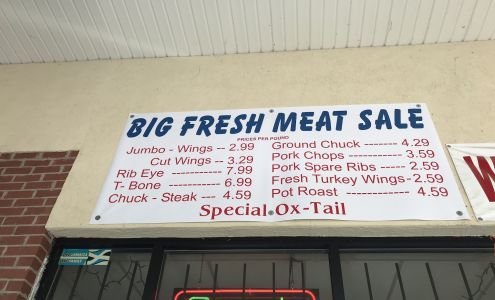 BIG FRESH MEAT SALE
PRICES PER POUND
Jumbo - Wings -- 2.99
Cut Wings -- 3.29
Rib Eye ------------ 7.99
T- Bone ------------ 6.99
Chuck - Steak --- 4.59
Ground Chuck ------- 4.29
Pork Chops ------------ 3.59
Pork Spare Ribs ----- 2.59
Fresh Turkey Wings-2.59
Pot Roast ------------ 4.59
Special Ox-Tail
W